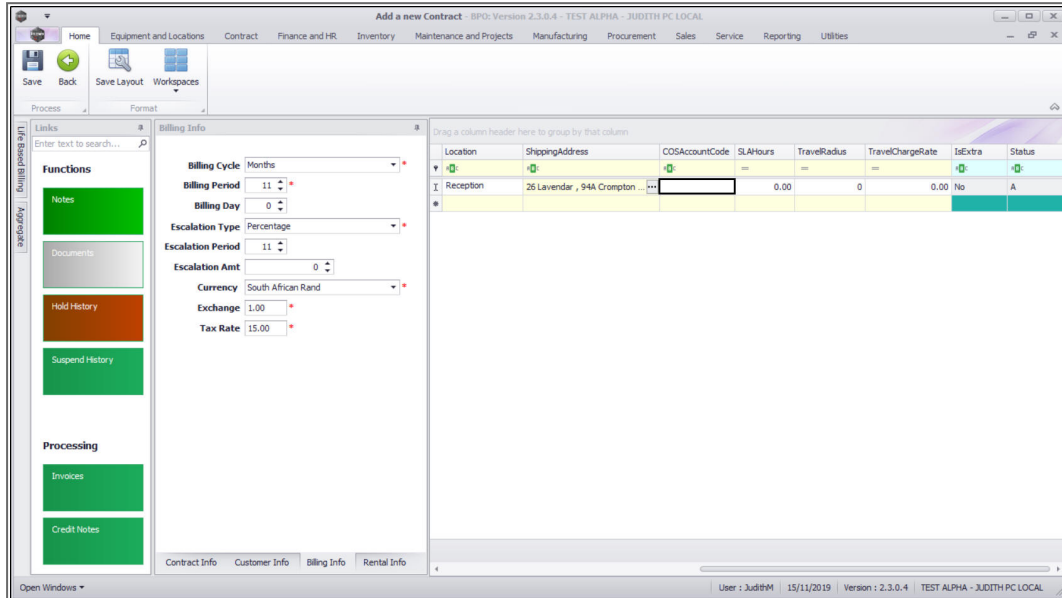 Add a new Contract - BPO: Version 2.3.0.4 - TEST ALPHA - JUDITH PC LOCAL
Home Equipment and Locations Contract Finance and HR Inventory Maintenance and Projects Manufacturing Procurement Sales Service Reporting Utilities
Save Back Save Layout Workspaces
Process Format
Life Based Billing
Aggregate
Links
Enter text to search...
Functions
Notes
Documents
Hold History
Suspend History
Processing
Invoices
Credit Notes
Billing Info
Billing Cycle Months *
Billing Period 11 *
Billing Day 0
Escalation Type Percentage *
Escalation Period 11
Escalation Amt 0
Currency South African Rand *
Exchange 1.00 *
Tax Rate 15.00 *
Contract Info Customer Info Billing Info Rental Info
Drag a column header here to group by that column
Location ShippingAddress COSAccountCode SLAHours TravelRadius TravelChargeRate IsExtra Status
= = =
Reception 26 Lavendar , 94A Crompton ... ... 0.00 0 0.00 No A
Open Windows
User : JudithM 15/11/2019 Version : 2.3.0.4 TEST ALPHA - JUDITH PC LOCAL